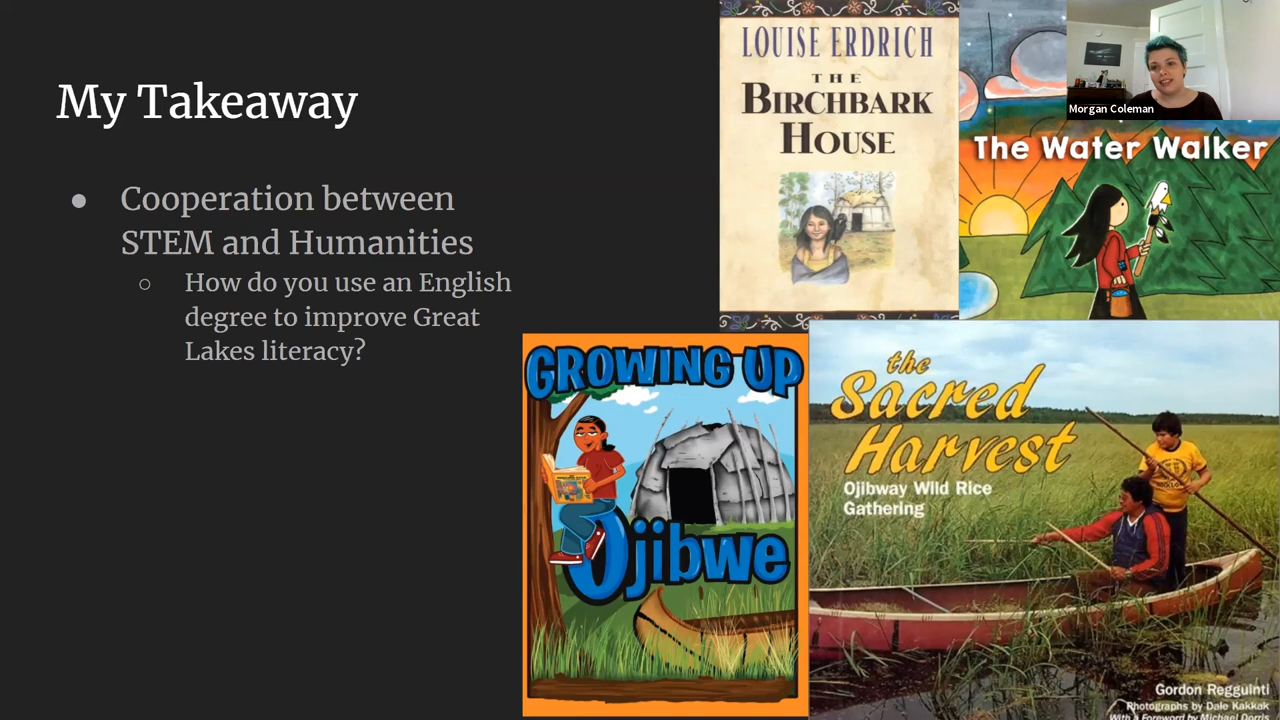 My Takeaway
● Cooperation between
STEM and Humanities
○ How do you use an English
degree to improve Great
Lakes literacy?
LOUISE ERDRICH
THE
BIRCHBARK
HOUSE
Morgan Coleman
The Water Walker
GROWING UP
Ojibwe
the
Sacred
Harvest
Ojibway Wild Rice
Gathering
Gordon Regguinti
Photographs by Dale Kakkak
With a Foreword by Michael Dorris